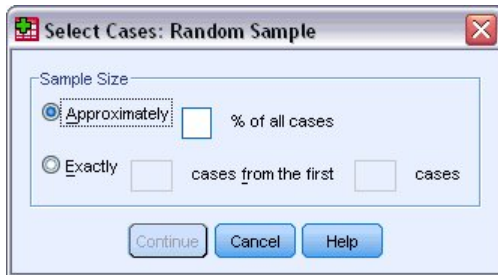 Select Cases: Random Sample
Sample Size
Approximately % of all cases
Exactly cases from the first cases
Continue Cancel Help